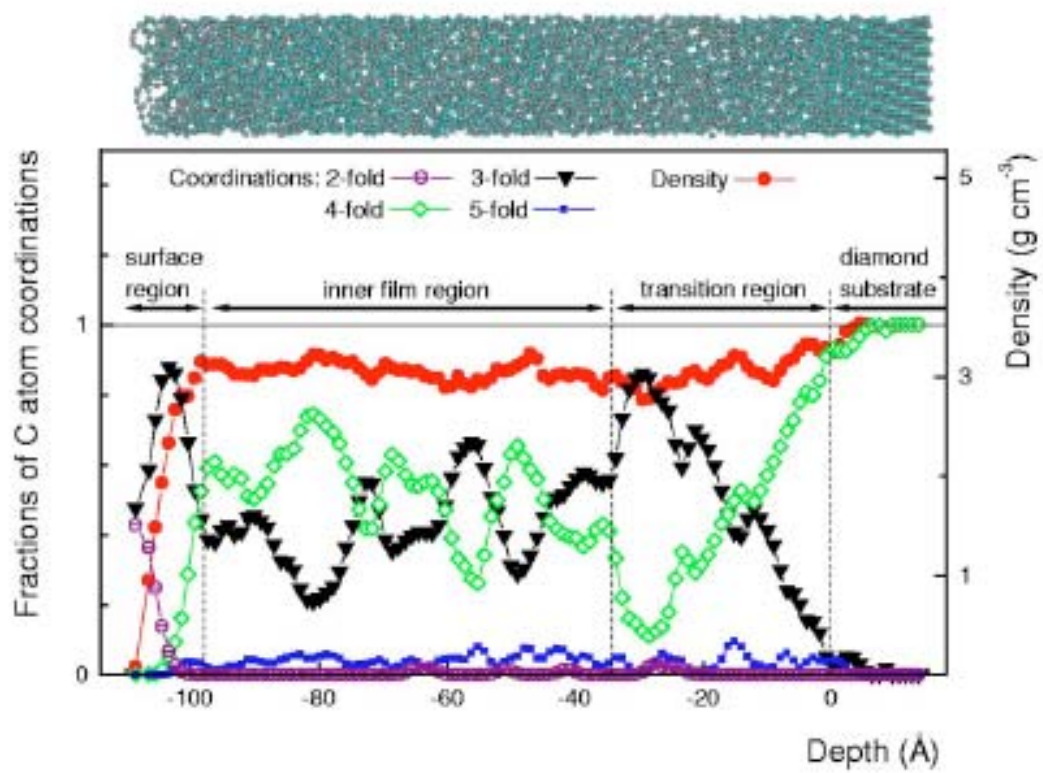 Coordinations: 2-fold 3-fold Density
4-fold 5-fold
surface region
inner film region
transition region
diamond substrate
Fractions of C atom coordinations
1
0
5
3
1
Density (g cm⁻³)
-100 -80 -60 -40 -20 0
Depth (Å)